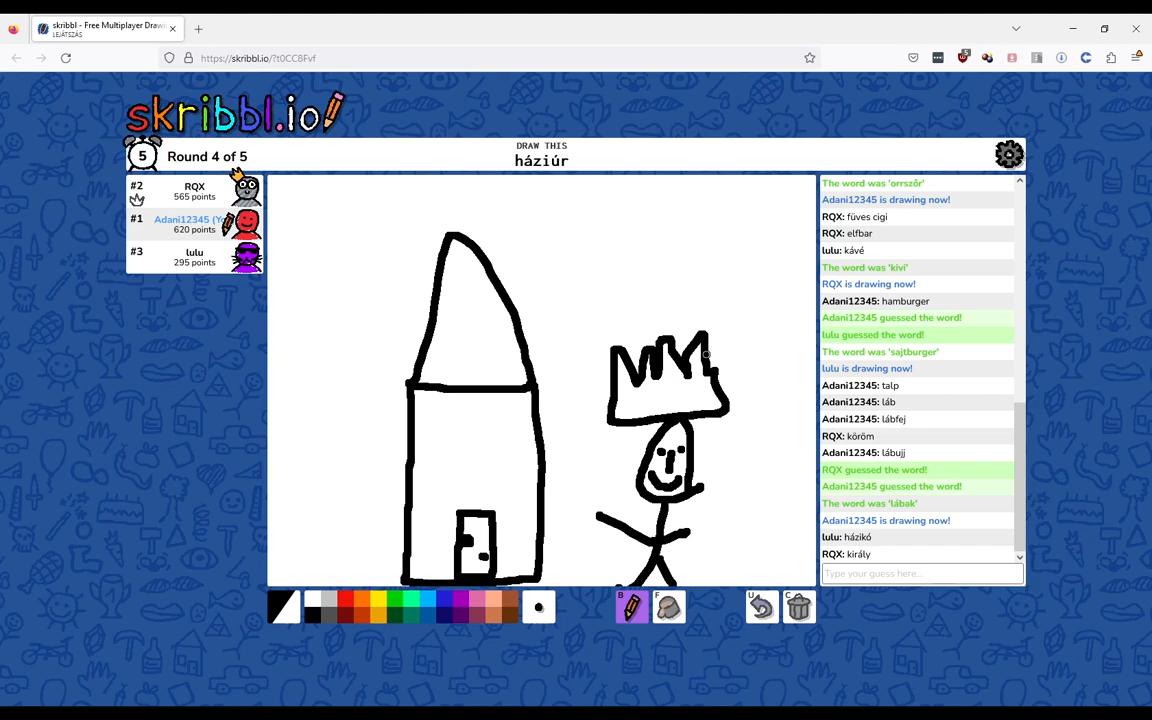 skribbl - Free Multiplayer Drawin
LEJÁTSZÁS
https://skribbl.io/?t0CC8Fvf
5
skribbl.io
5
Round 4 of 5
DRAW THIS
háziúr
#2
RQX
565 points
#1
Adani12345 (Yo
620 points
#3
lulu
295 points
The word was 'orrszőr'
Adani12345 is drawing now!
RQX: füves cigi
RQX: elfbar
lulu: kávé
The word was 'kivi'
RQX is drawing now!
Adani12345: hamburger
Adani12345 guessed the word!
lulu guessed the word!
The word was 'sajtburger'
lulu is drawing now!
Adani12345: talp
Adani12345: láb
Adani12345: lábfej
RQX: köröm
Adani12345: lábujj
RQX guessed the word!
Adani12345 guessed the word!
The word was 'lábak'
Adani12345 is drawing now!
lulu: házikó
RQX: király
Type your guess here...
B
F
U
C